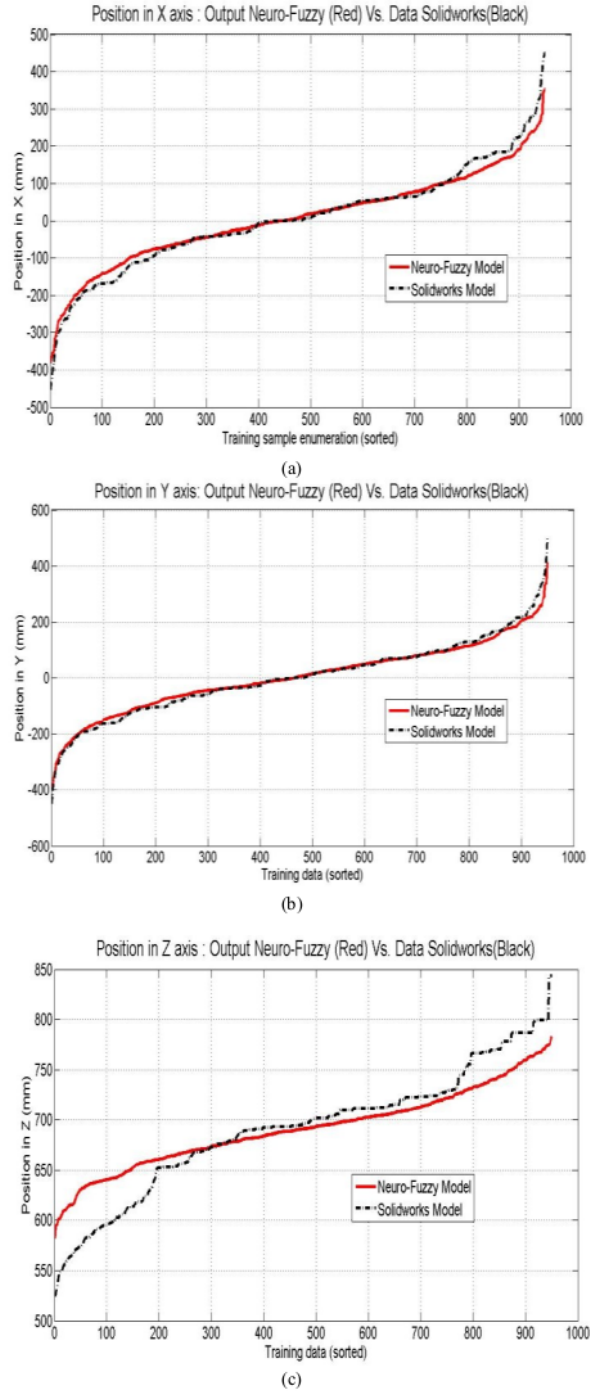 Position in X axis : Output Neuro-Fuzzy (Red) Vs. Data Solidworks(Black)
500
400
300
200
100
0
-100
-200
-300
-400
-500
Position in X (mm)
Neuro-Fuzzy Model
Solidworks Model
100 200 300 400 500 600 700 800 900 1000
Training sample enumeration (sorted)
(a)
Position in Y axis: Output Neuro-Fuzzy (Red) Vs. Data Solidworks(Black)
600
400
200
0
-200
-400
-600
Position in Y (mm)
Neuro-Fuzzy Model
Solidworks Model
100 200 300 400 500 600 700 800 900 1000
Training data (sorted)
(b)
Position in Z axis : Output Neuro-Fuzzy (Red) Vs. Data Solidworks(Black)
850
800
750
700
650
600
550
500
Position in Z (mm)
Neuro-Fuzzy Model
Solidworks Model
0 100 200 300 400 500 600 700 800 900 1000
Training data (sorted)
(c)